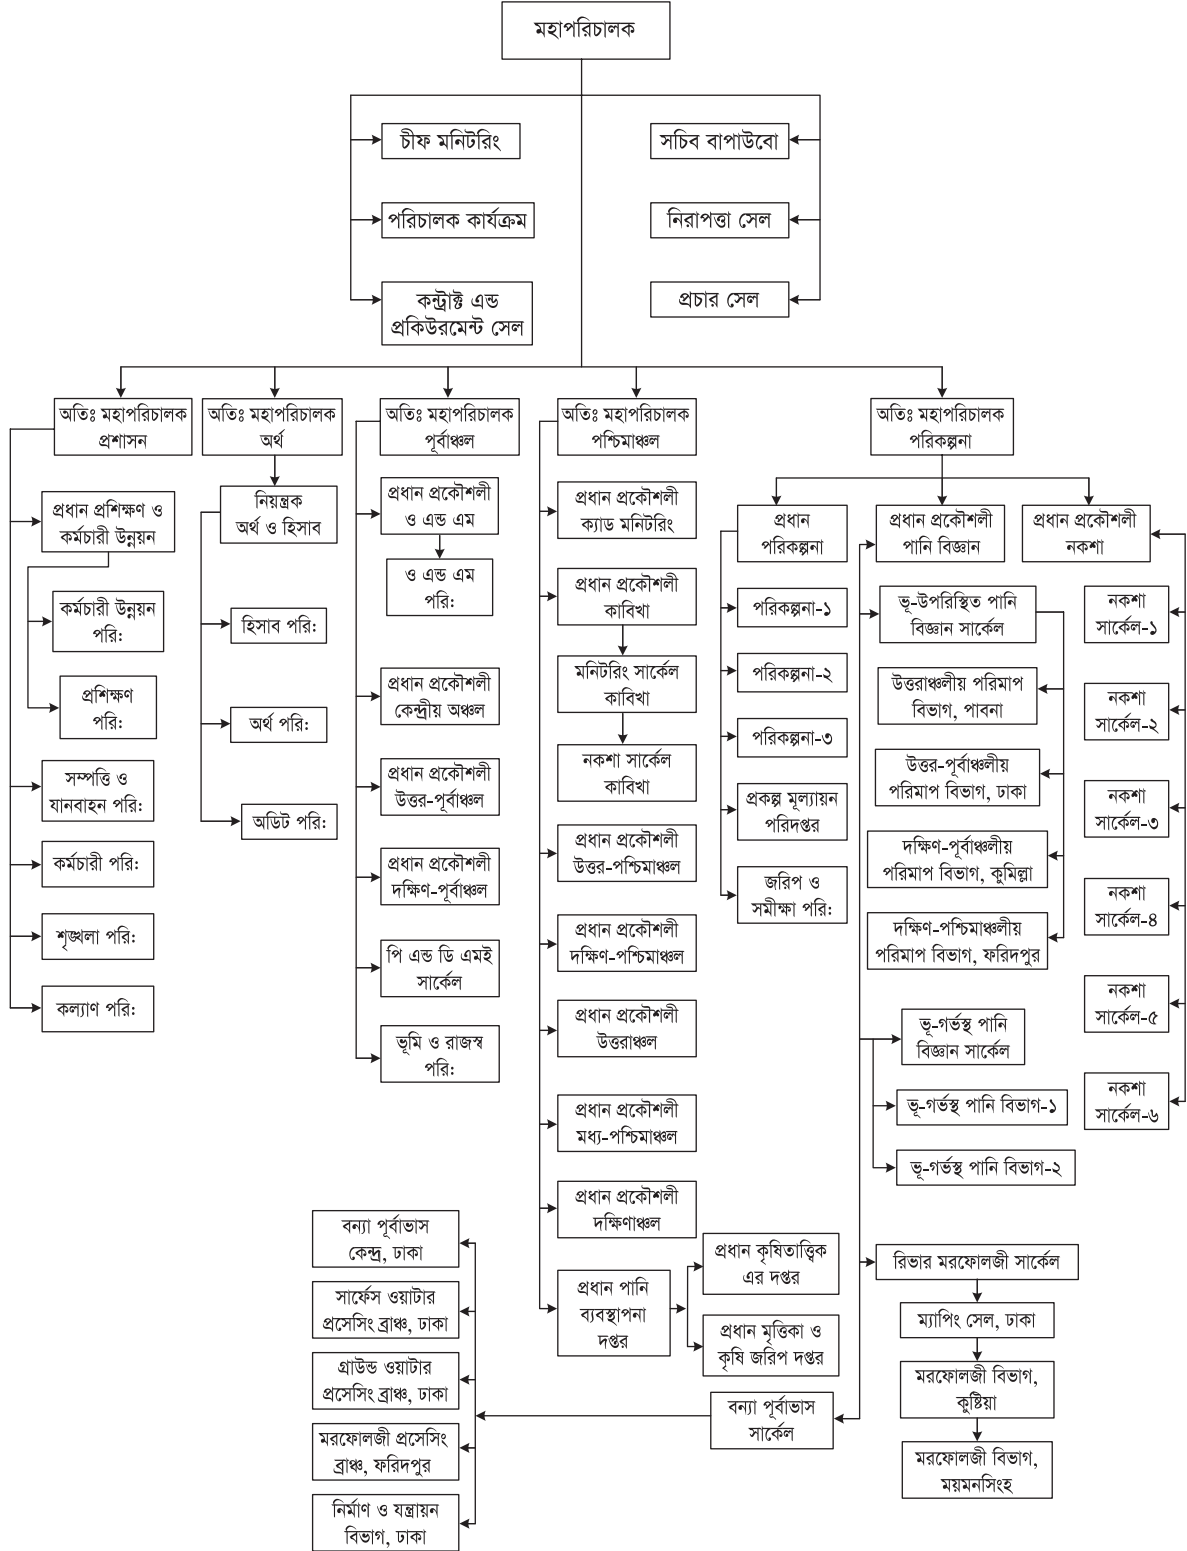 মহাপরিচালক
চীফ মনিটরিং
পরিচালক কার্যক্রম
কন্ট্রাক্ট এন্ড
প্রকিউরমেন্ট সেল
সচিব বাপাউবো
নিরাপত্তা সেল
প্রচার সেল
অতিঃ মহাপরিচালক
প্রশাসন
প্রধান প্রশিক্ষণ ও
কর্মচারী উন্নয়ন
কর্মচারী উন্নয়ন
পরি:
প্রশিক্ষণ
পরি:
সম্পত্তি ও
যানবাহন পরি:
কর্মচারী পরি:
শৃঙ্খলা পরি:
কল্যাণ পরি:
অতিঃ মহাপরিচালক
অর্থ
নিয়ন্ত্রক
অর্থ ও হিসাব
হিসাব পরি:
অর্থ পরি:
অডিট পরি:
অতিঃ মহাপরিচালক
পূর্বাঞ্চল
প্রধান প্রকৌশলী
ও এন্ড এম
ও এন্ড এম
পরি:
প্রধান প্রকৌশলী
কেন্দ্রীয় অঞ্চল
প্রধান প্রকৌশলী
উত্তর-পূর্বাঞ্চল
প্রধান প্রকৌশলী
দক্ষিণ-পূর্বাঞ্চল
পি এন্ড ডি এমই
সার্কেল
ভূমি ও রাজস্ব
পরি:
অতিঃ মহাপরিচালক
পশ্চিমাঞ্চল
প্রধান প্রকৌশলী
ক্যাড মনিটরিং
প্রধান প্রকৌশলী
কাবিখা
মনিটরিং সার্কেল
কাবিখা
নকশা সার্কেল
কাবিখা
প্রধান প্রকৌশলী
উত্তর-পশ্চিমাঞ্চল
প্রধান প্রকৌশলী
দক্ষিণ-পশ্চিমাঞ্চল
প্রধান প্রকৌশলী
উত্তরাঞ্চল
প্রধান প্রকৌশলী
মধ্য-পশ্চিমাঞ্চল
প্রধান প্রকৌশলী
দক্ষিণাঞ্চল
প্রধান পানি
ব্যবস্থাপনা
দপ্তর
প্রধান কৃষিতাত্ত্বিক
এর দপ্তর
প্রধান মৃত্তিকা ও
কৃষি জরিপ দপ্তর
অতিঃ মহাপরিচালক
পরিকল্পনা
প্রধান
পরিকল্পনা
পরিকল্পনা-১
পরিকল্পনা-২
পরিকল্পনা-৩
প্রকল্প মূল্যায়ন
পরিদপ্তর
জরিপ ও
সমীক্ষা পরি:
প্রধান প্রকৌশলী
পানি বিজ্ঞান
ভূ-উপরিস্থিত পানি
বিজ্ঞান সার্কেল
উত্তরাঞ্চলীয় পরিমাপ
বিভাগ, পাবনা
উত্তর-পূর্বাঞ্চলীয়
পরিমাপ বিভাগ, ঢাকা
দক্ষিণ-পূর্বাঞ্চলীয়
পরিমাপ বিভাগ, কুমিল্লা
দক্ষিণ-পশ্চিমাঞ্চলীয়
পরিমাপ বিভাগ, ফরিদপুর
ভূ-গর্ভস্থ পানি
বিজ্ঞান সার্কেল
ভূ-গর্ভস্থ পানি বিভাগ-১
ভূ-গর্ভস্থ পানি বিভাগ-২
রিভার মরফোলজী সার্কেল
ম্যাপিং সেল, ঢাকা
মরফোলজী বিভাগ,
কুষ্টিয়া
মরফোলজী বিভাগ,
ময়মনসিংহ
প্রধান প্রকৌশলী
নকশা
নকশা
সার্কেল-১
নকশা
সার্কেল-২
নকশা
সার্কেল-৩
নকশা
সার্কেল-৪
নকশা
সার্কেল-৫
নকশা
সার্কেল-৬
বন্যা পূর্বাভাস
সার্কেল
বন্যা পূর্বাভাস
কেন্দ্র, ঢাকা
সার্ফেস ওয়াটার
প্রসেসিং ব্রাঞ্চ, ঢাকা
গ্রাউন্ড ওয়াটার
প্রসেসিং ব্রাঞ্চ, ঢাকা
মরফোলজী প্রসেসিং
ব্রাঞ্চ, ফরিদপুর
নির্মাণ ও যন্ত্রায়ন
বিভাগ, ঢাকা